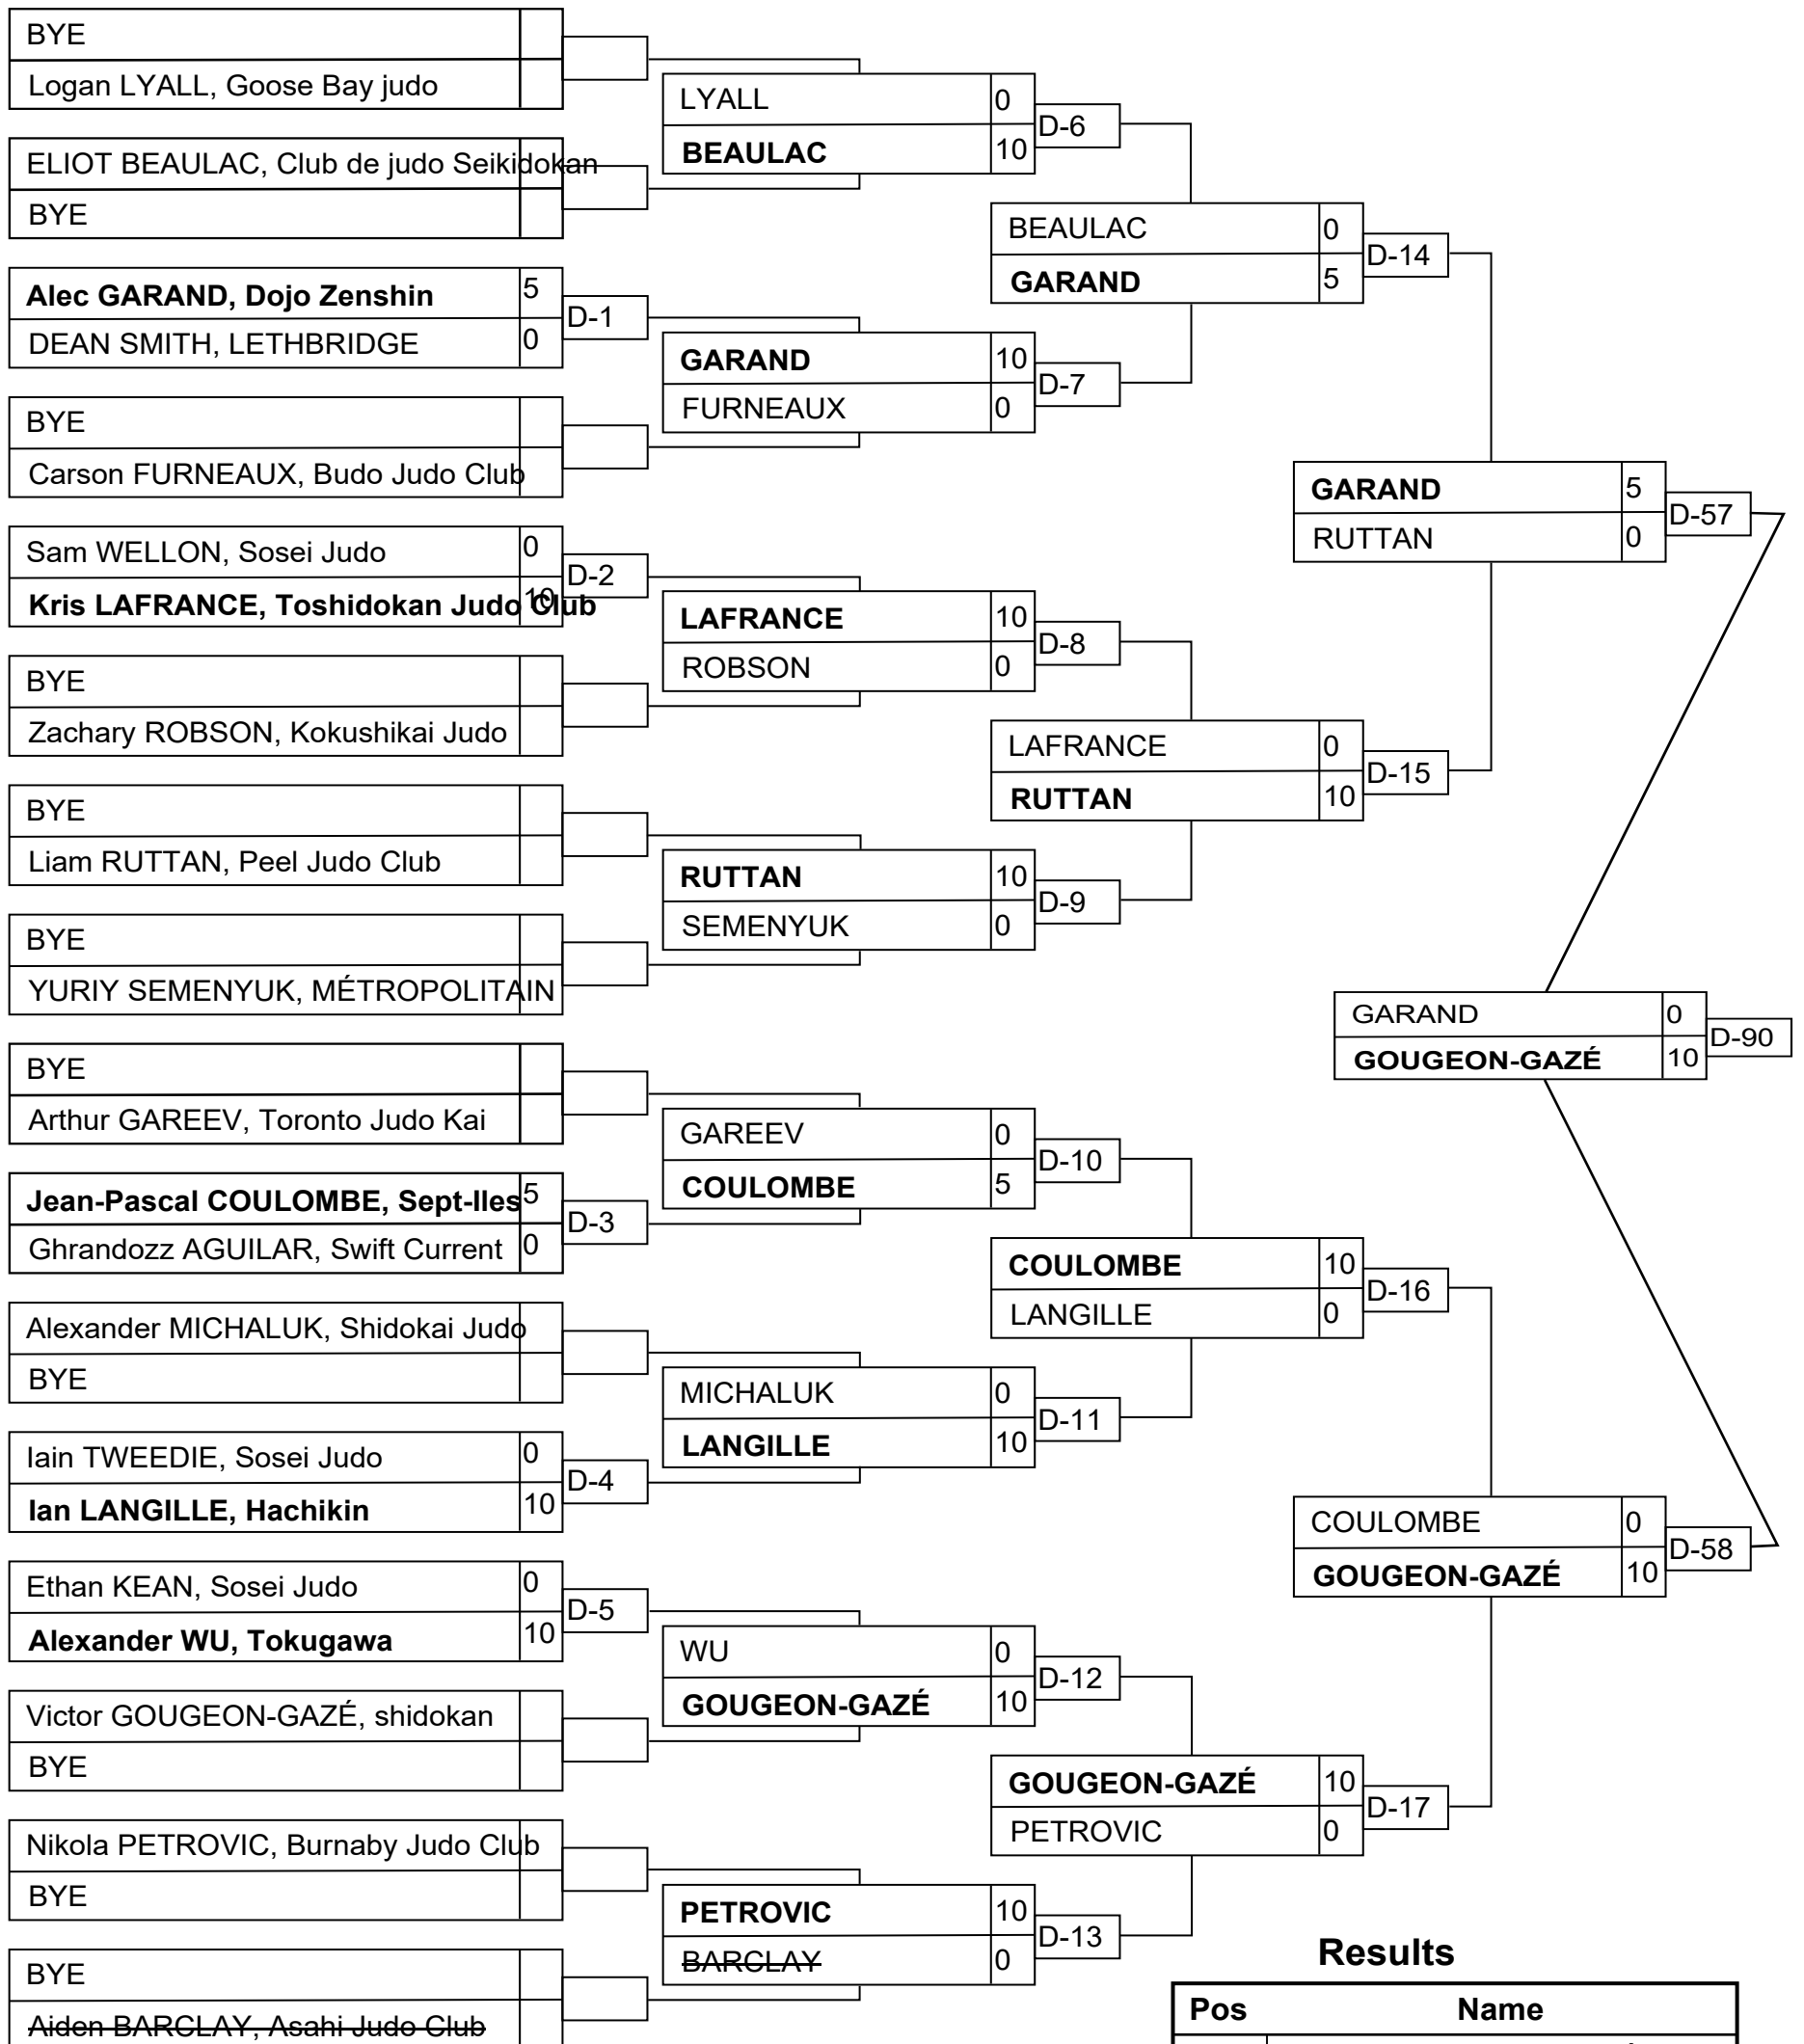 BYE
Logan LYALL, Goose Bay judo
ELIOT BEAULAC, Club de judo Seikidokan
BYE
Alec GARAND, Dojo Zenshin 5
DEAN SMITH, LETHBRIDGE 0
D-1
BYE
Carson FURNEAUX, Budo Judo Club
Sam WELLON, Sosei Judo 0
Kris LAFRANCE, Toshidokan Judo Club 10
D-2
BYE
Zachary ROBSON, Kokushikai Judo
BYE
Liam RUTTAN, Peel Judo Club
BYE
YURIY SEMENYUK, MÉTROPOLITAIN
BYE
Arthur GAREEV, Toronto Judo Kai
Jean-Pascal COULOMBE, Sept-Iles 5
Ghrandozz AGUILAR, Swift Current 0
D-3
Alexander MICHALUK, Shidokai Judo
BYE
Iain TWEEDIE, Sosei Judo 0
Ian LANGILLE, Hachikin 10
D-4
Ethan KEAN, Sosei Judo 0
Alexander WU, Tokugawa 10
D-5
Victor GOUGEON-GAZÉ, shidokan
BYE
Nikola PETROVIC, Burnaby Judo Club
BYE
BYE
Aiden BARCLAY, Asahi Judo Club
LYALL 0
BEAULAC 10
D-6
GARAND 10
FURNEAUX 0
D-7
LAFRANCE 10
ROBSON 0
D-8
RUTTAN 10
SEMENYUK 0
D-9
GAREEV 0
COULOMBE 5
D-10
MICHALUK 0
LANGILLE 10
D-11
WU 0
GOUGEON-GAZÉ 10
D-12
PETROVIC 10
BARCLAY 0
D-13
BEAULAC 0
GARAND 5
D-14
LAFRANCE 0
RUTTAN 10
D-15
COULOMBE 10
LANGILLE 0
D-16
GOUGEON-GAZÉ 10
PETROVIC 0
D-17
GARAND 5
RUTTAN 0
D-57
COULOMBE 0
GOUGEON-GAZÉ 10
D-58
GARAND 0
GOUGEON-GAZÉ 10
D-90
Results
Pos Name